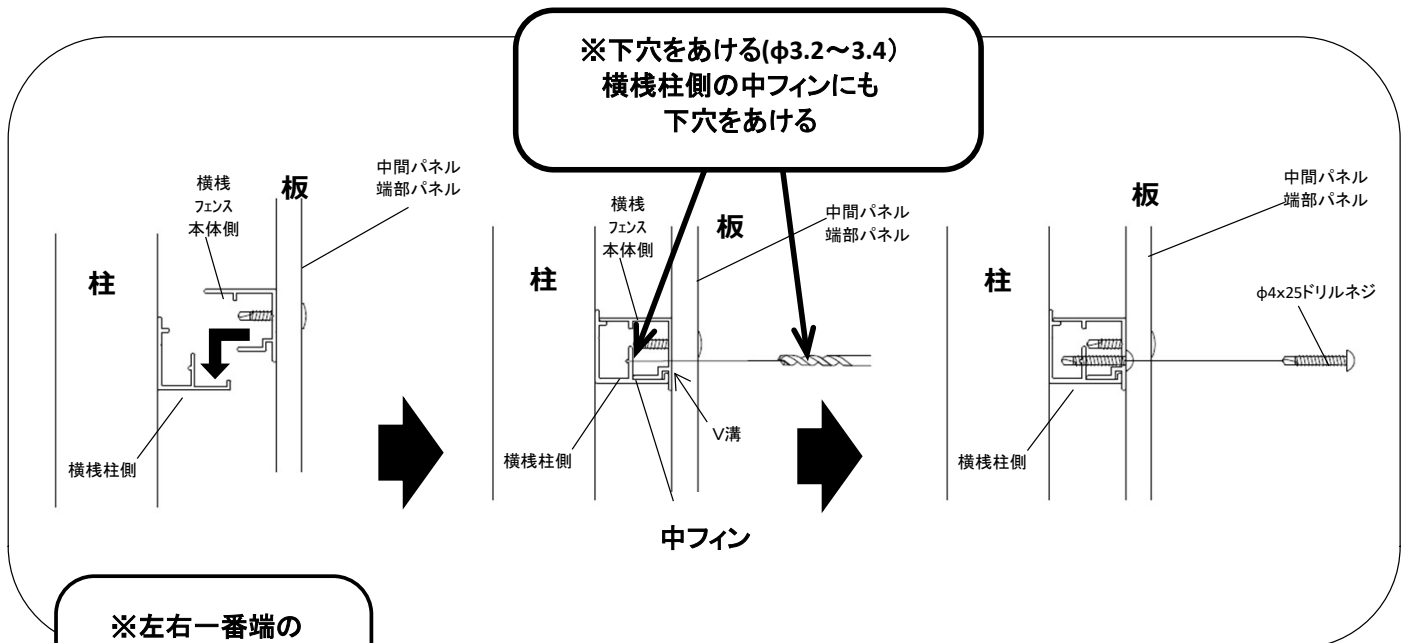 ※下穴をあける(φ3.2～3.4)
横桟柱側の中フィンにも
下穴をあける
横桟
フェンス
本体側
板
中間パネル
端部パネル
柱
横桟柱側
横桟
フェンス
本体側
板
中間パネル
端部パネル
柱
V溝
横桟柱側
中フィン
板
中間パネル
端部パネル
柱
φ4x25ドリルネジ
横桟柱側
※左右一番端の